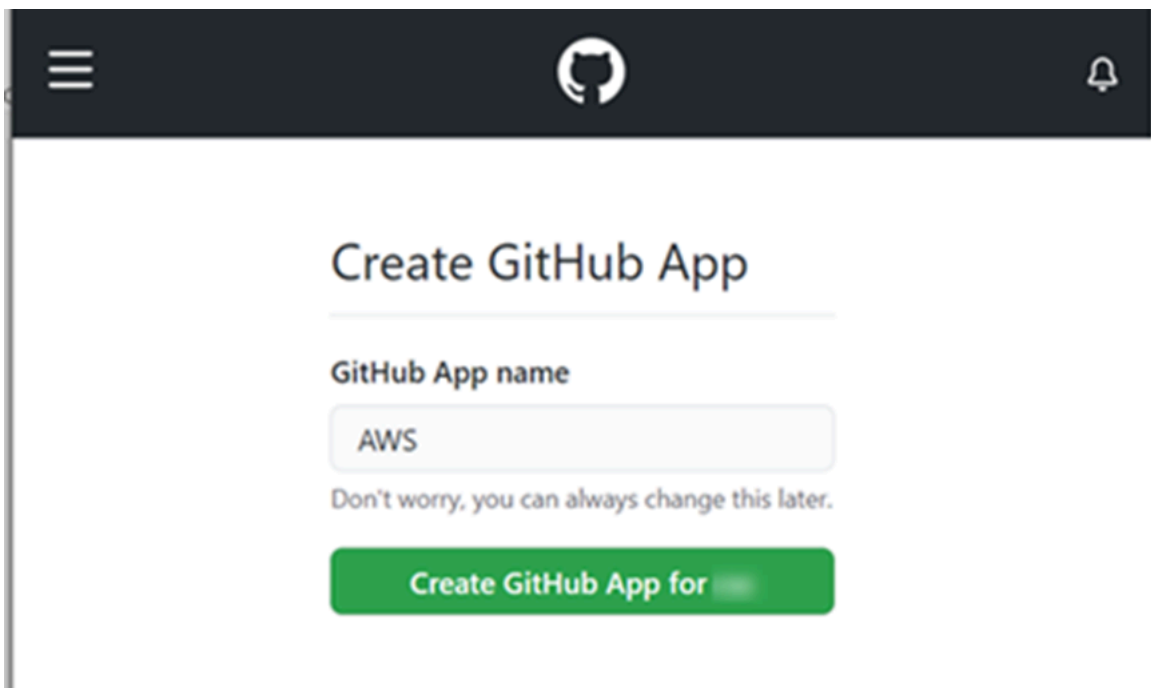 Create GitHub App
GitHub App name
AWS
Don't worry, you can always change this later.
Create GitHub App for